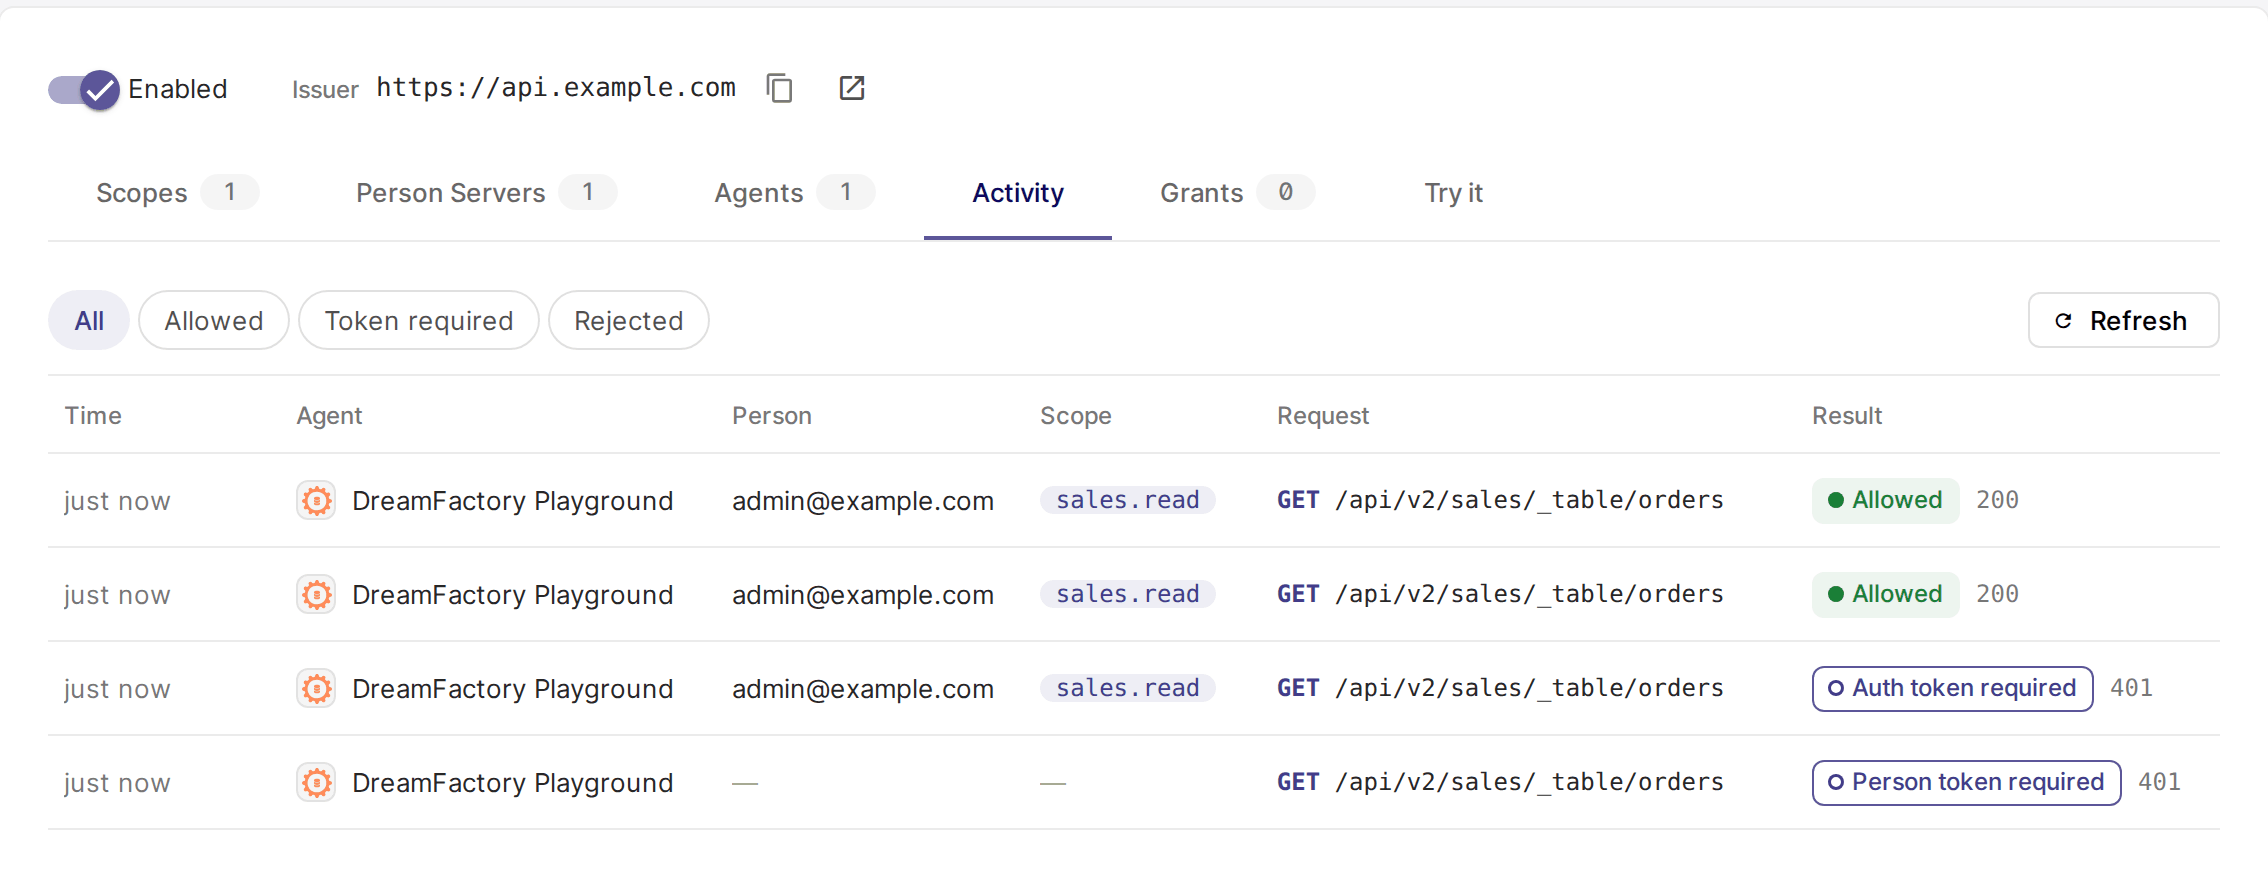 Enabled Issuer https://api.example.com
Scopes 1 Person Servers 1 Agents 1 Activity Grants 0 Try it
All Allowed Token required Rejected Refresh
Time Agent Person Scope Request Result
just now DreamFactory Playground admin@example.com sales.read GET /api/v2/sales/_table/orders Allowed 200
just now DreamFactory Playground admin@example.com sales.read GET /api/v2/sales/_table/orders Allowed 200
just now DreamFactory Playground admin@example.com sales.read GET /api/v2/sales/_table/orders Auth token required 401
just now DreamFactory Playground — — GET /api/v2/sales/_table/orders Person token required 401